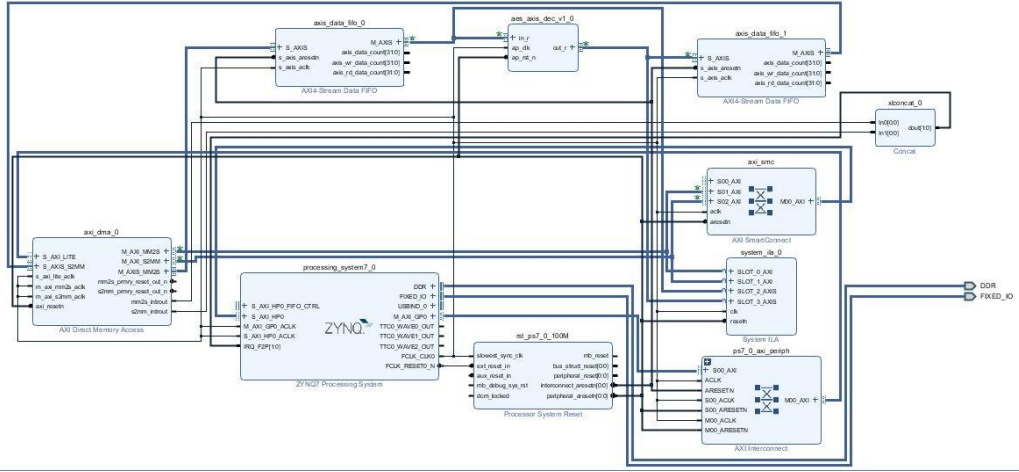 axis_data_fifo_0
S_AXIS
s_axis_aresetn
s_axis_aclk
M_AXIS
axis_data_count[31:0]
axis_wr_data_count[31:0]
axis_rd_data_count[31:0]
AXI4-Stream Data FIFO
aes_axis_dec_v1_0
in_r
ap_clk
ap_rst_n
out_r
axis_data_fifo_1
S_AXIS
s_axis_aresetn
s_axis_aclk
M_AXIS
axis_data_count[31:0]
axis_wr_data_count[31:0]
axis_rd_data_count[31:0]
AXI4-Stream Data FIFO
xlconcat_0
In0[0:0]
In1[0:0]
dout[1:0]
Concat
axi_smc
S00_AXI
S01_AXI
S02_AXI
aclk
aresetn
M00_AXI
AXI SmartConnect
axi_dma_0
S_AXI_LITE
S_AXIS_S2MM
s_axi_lite_aclk
m_axi_mm2s_aclk
m_axi_s2mm_aclk
axi_resetn
M_AXI_MM2S
M_AXI_S2MM
M_AXIS_MM2S
mm2s_prmry_reset_out_n
s2mm_prmry_reset_out_n
mm2s_introut
s2mm_introut
AXI Direct Memory Access
system_ila_0
SLOT_0_AXI
SLOT_1_AXI
SLOT_2_AXIS
SLOT_3_AXIS
clk
resetn
System ILA
processing_system7_0
S_AXI_HP0_FIFO_CTRL
S_AXI_HP0
M_AXI_GP0_ACLK
S_AXI_HP0_ACLK
IRQ_F2P[1:0]
ZYNQ
DDR
FIXED_IO
USBIND_0
M_AXI_GP0
TTC0_WAVE0_OUT
TTC0_WAVE1_OUT
TTC0_WAVE2_OUT
FCLK_CLK0
FCLK_RESET0_N
ZYNQ7 Processing System
DDR
FIXED_IO
rst_ps7_0_100M
slowest_sync_clk
ext_reset_in
aux_reset_in
mb_debug_sys_rst
dcm_locked
mb_reset
bus_struct_reset[0:0]
peripheral_reset[0:0]
interconnect_aresetn[0:0]
peripheral_aresetn[0:0]
Processor System Reset
ps7_0_axi_periph
S00_AXI
ACLK
ARESETN
S00_ACLK
S00_ARESETN
M00_ACLK
M00_ARESETN
M00_AXI
AXI Interconnect